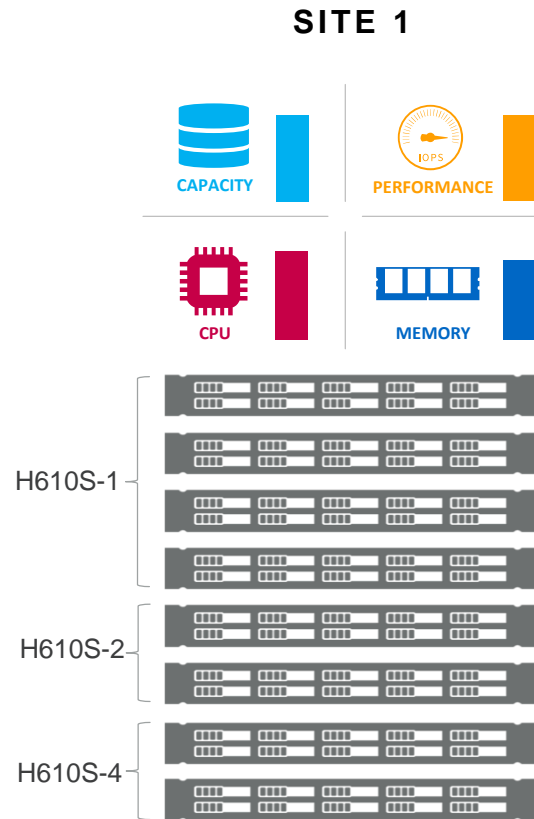 SITE 1
IOPS
CAPACITY
PERFORMANCE
CPU
MEMORY
H610S-1
H610S-2
H610S-4